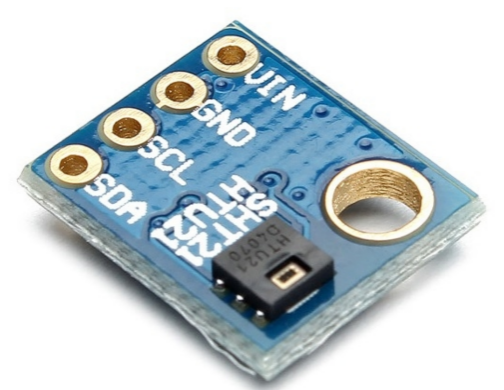 VIN
GND
SCL
SDA
SHT21
HTU21
HTU21
D4070